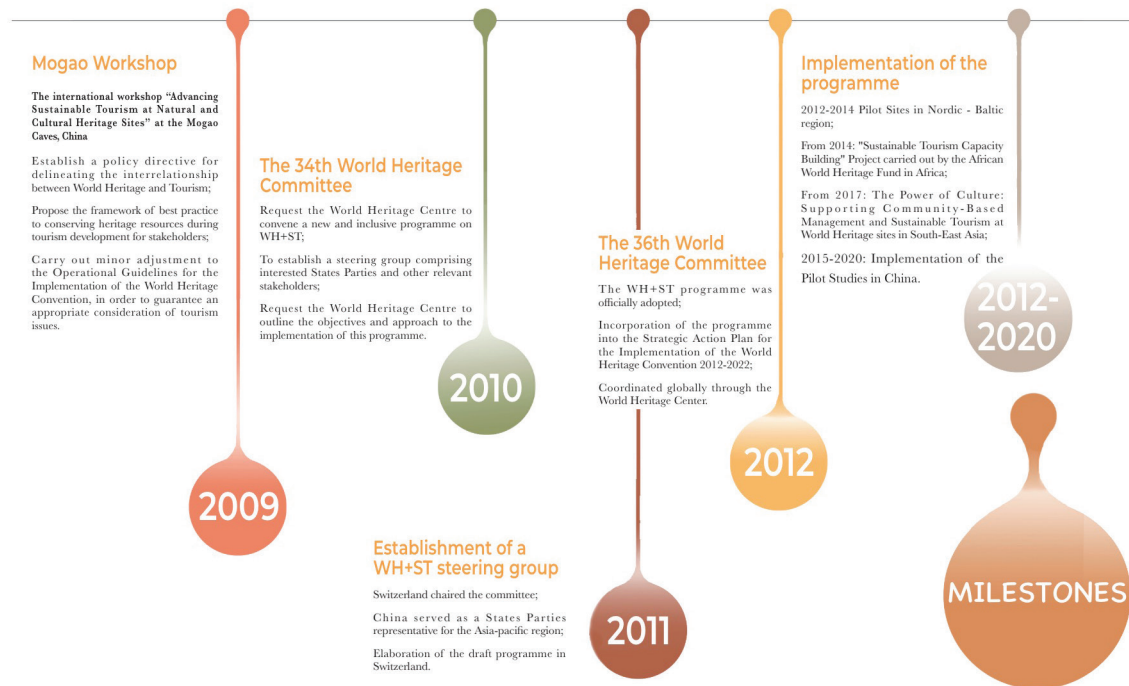 Mogao Workshop
The international workshop “Advancing
Sustainable Tourism at Natural and
Cultural Heritage Sites” at the Mogao
Caves, China
Establish a policy directive for
delineating the interrelationship
between World Heritage and Tourism;
Propose the framework of best practice
to conserving heritage resources during
tourism development for stakeholders;
Carry out minor adjustment to
the Operational Guidelines for the
Implementation of the World Heritage
Convention, in order to guarantee an
appropriate consideration of tourism
issues.
2009
The 34th World Heritage
Committee
Request the World Heritage Centre to
convene a new and inclusive programme on
WH+ST;
To establish a steering group comprising
interested States Parties and other relevant
stakeholders;
Request the World Heritage Centre to
outline the objectives and approach to the
implementation of this programme.
2010
Establishment of a
WH+ST steering group
Switzerland chaired the committee;
China served as a States Parties
representative for the Asia-pacific region;
Elaboration of the draft programme in
Switzerland.
2011
The 36th World
Heritage Committee
The WH+ST programme was
officially adopted;
Incorporation of the programme
into the Strategic Action Plan for
the Implementation of the World
Heritage Convention 2012-2022;
Coordinated globally through the
World Heritage Center.
2012
Implementation of the
programme
2012-2014 Pilot Sites in Nordic - Baltic
region;
From 2014: "Sustainable Tourism Capacity
Building" Project carried out by the African
World Heritage Fund in Africa;
From 2017: The Power of Culture:
Supporting Community-Based
Management and Sustainable Tourism at
World Heritage sites in South-East Asia;
2015-2020: Implementation of the
Pilot Studies in China.
2012-
2020
MILESTONES